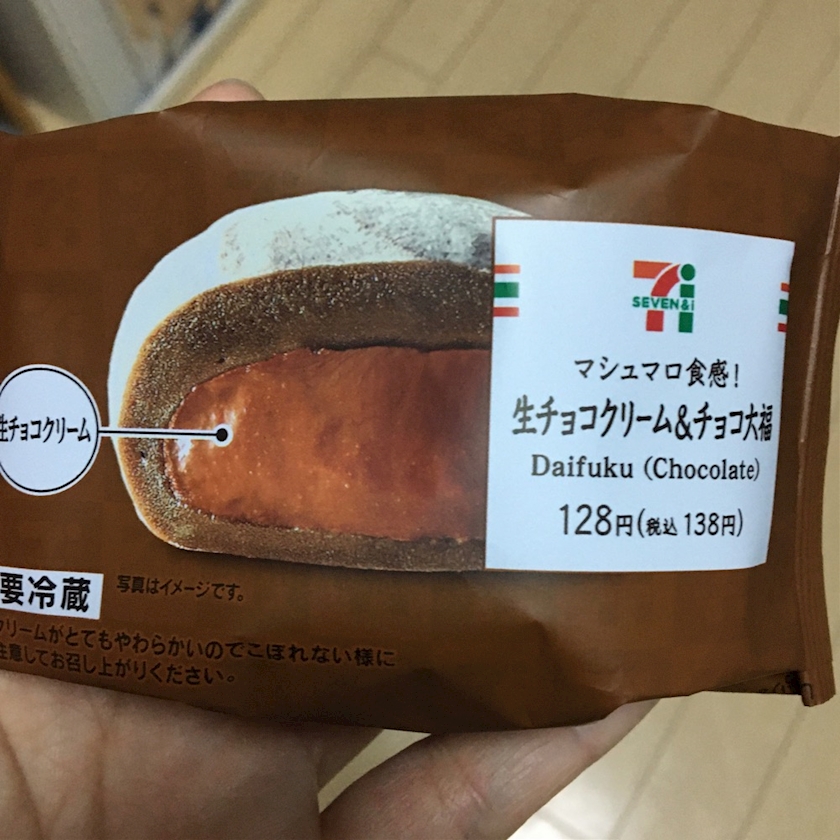 SEVEN&i
マシュマロ食感!
生チョコクリーム&チョコ大福
Daifuku (Chocolate)
128円(税込 138円)
生チョコクリーム
要冷蔵
写真はイメージです。
クリームがとてもやわらかいのでこぼれない様に
注意してお召し上がりください。